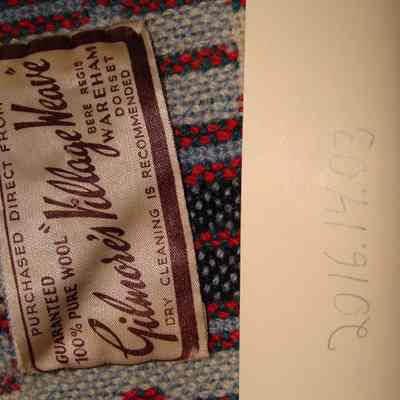 PURCHASED DIRECT FROM
GUARANTEED
100% PURE WOOL
"Village Weave"
BERE REGIS
WAREHAM
DORSET
Gilmore's
DRY CLEANING IS RECOMMENDED
2016.14.03